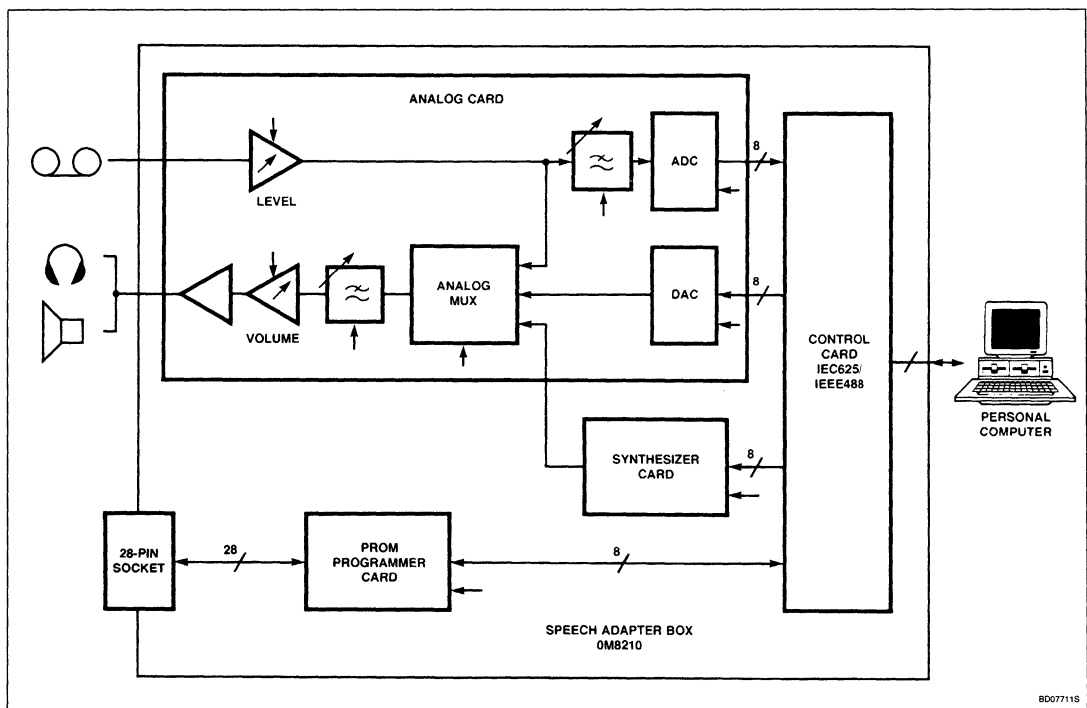 ANALOG CARD
LEVEL
ADC
8
VOLUME
ANALOG
MUX
DAC
8
CONTROL
CARD
IEC625/
IEEE488
PERSONAL
COMPUTER
SYNTHESIZER
CARD
8
28-PIN
SOCKET
28
PROM
PROGRAMMER
CARD
8
SPEECH ADAPTER BOX
0M8210
BD07711S